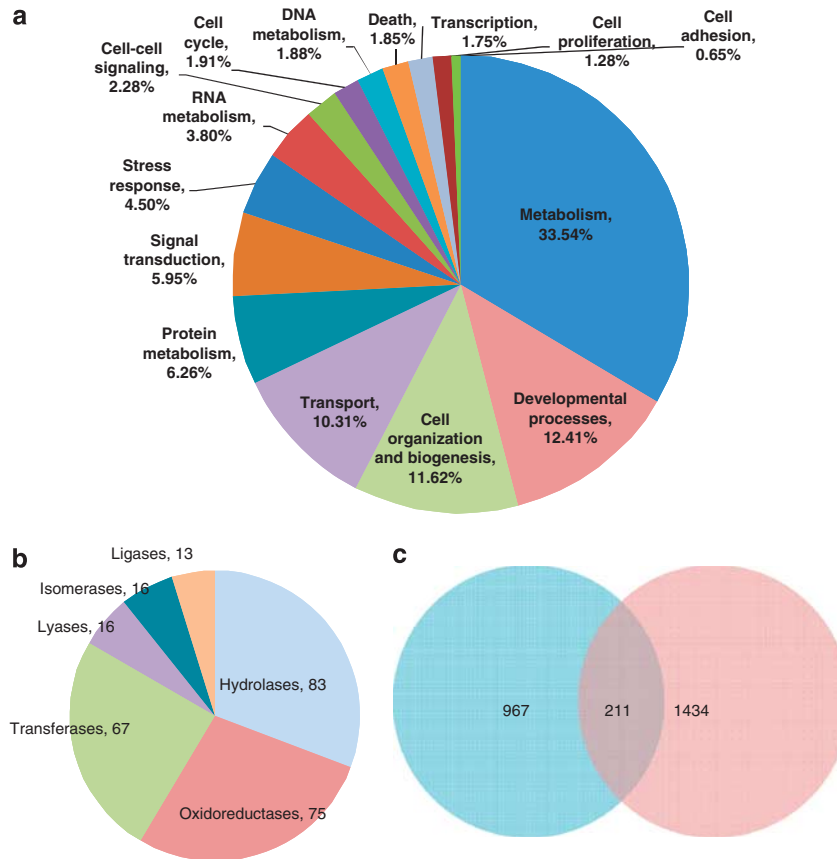 a
DNA
metabolism,
1.88%
Death,
1.85%
Transcription,
1.75%
Cell
proliferation,
1.28%
Cell
adhesion,
0.65%
Cell
cycle,
1.91%
Cell-cell
signaling,
2.28%
RNA
metabolism,
3.80%
Stress
response,
4.50%
Signal
transduction,
5.95%
Protein
metabolism,
6.26%
Metabolism,
33.54%
Developmental
processes,
12.41%
Cell
organization
and biogenesis,
11.62%
Transport,
10.31%
b
Ligases, 13
Isomerases, 16
Lyases, 16
Hydrolases, 83
Transferases, 67
Oxidoreductases, 75
c
967
211
1434